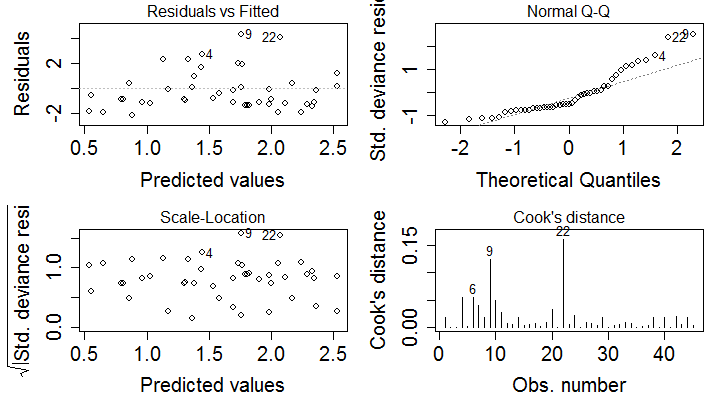 Residuals vs Fitted
Residuals
2
-2
9
22
4
0.5 1.0 1.5 2.0 2.5
Predicted values
Normal Q-Q
Std. deviance resi
1
-1
22
9
4
-2 -1 0 1 2
Theoretical Quantiles
Scale-Location
√|Std. deviance resi
1.0
0.0
9
22
4
0.5 1.0 1.5 2.0 2.5
Predicted values
Cook's distance
Cook's distance
0.15
0.00
22
9
6
0 10 20 30 40
Obs. number